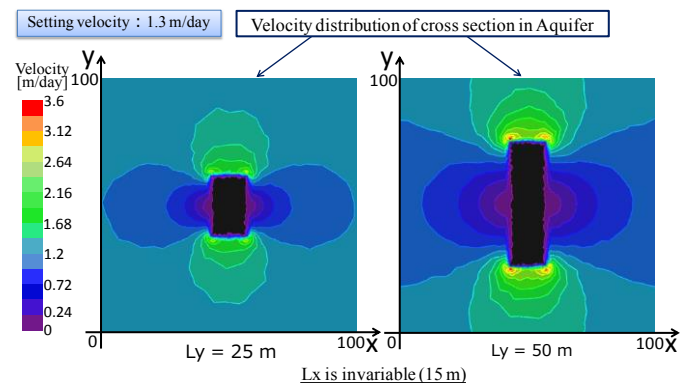 Setting velocity：1.3 m/day
Velocity distribution of cross section in Aquifer
Velocity
[m/day]
3.6
3.12
2.64
2.16
1.68
1.2
0.72
0.24
0
y
100
0
100
x
Ly = 25 m
y
100
0
100
x
Ly = 50 m
Lx is invariable (15 m)